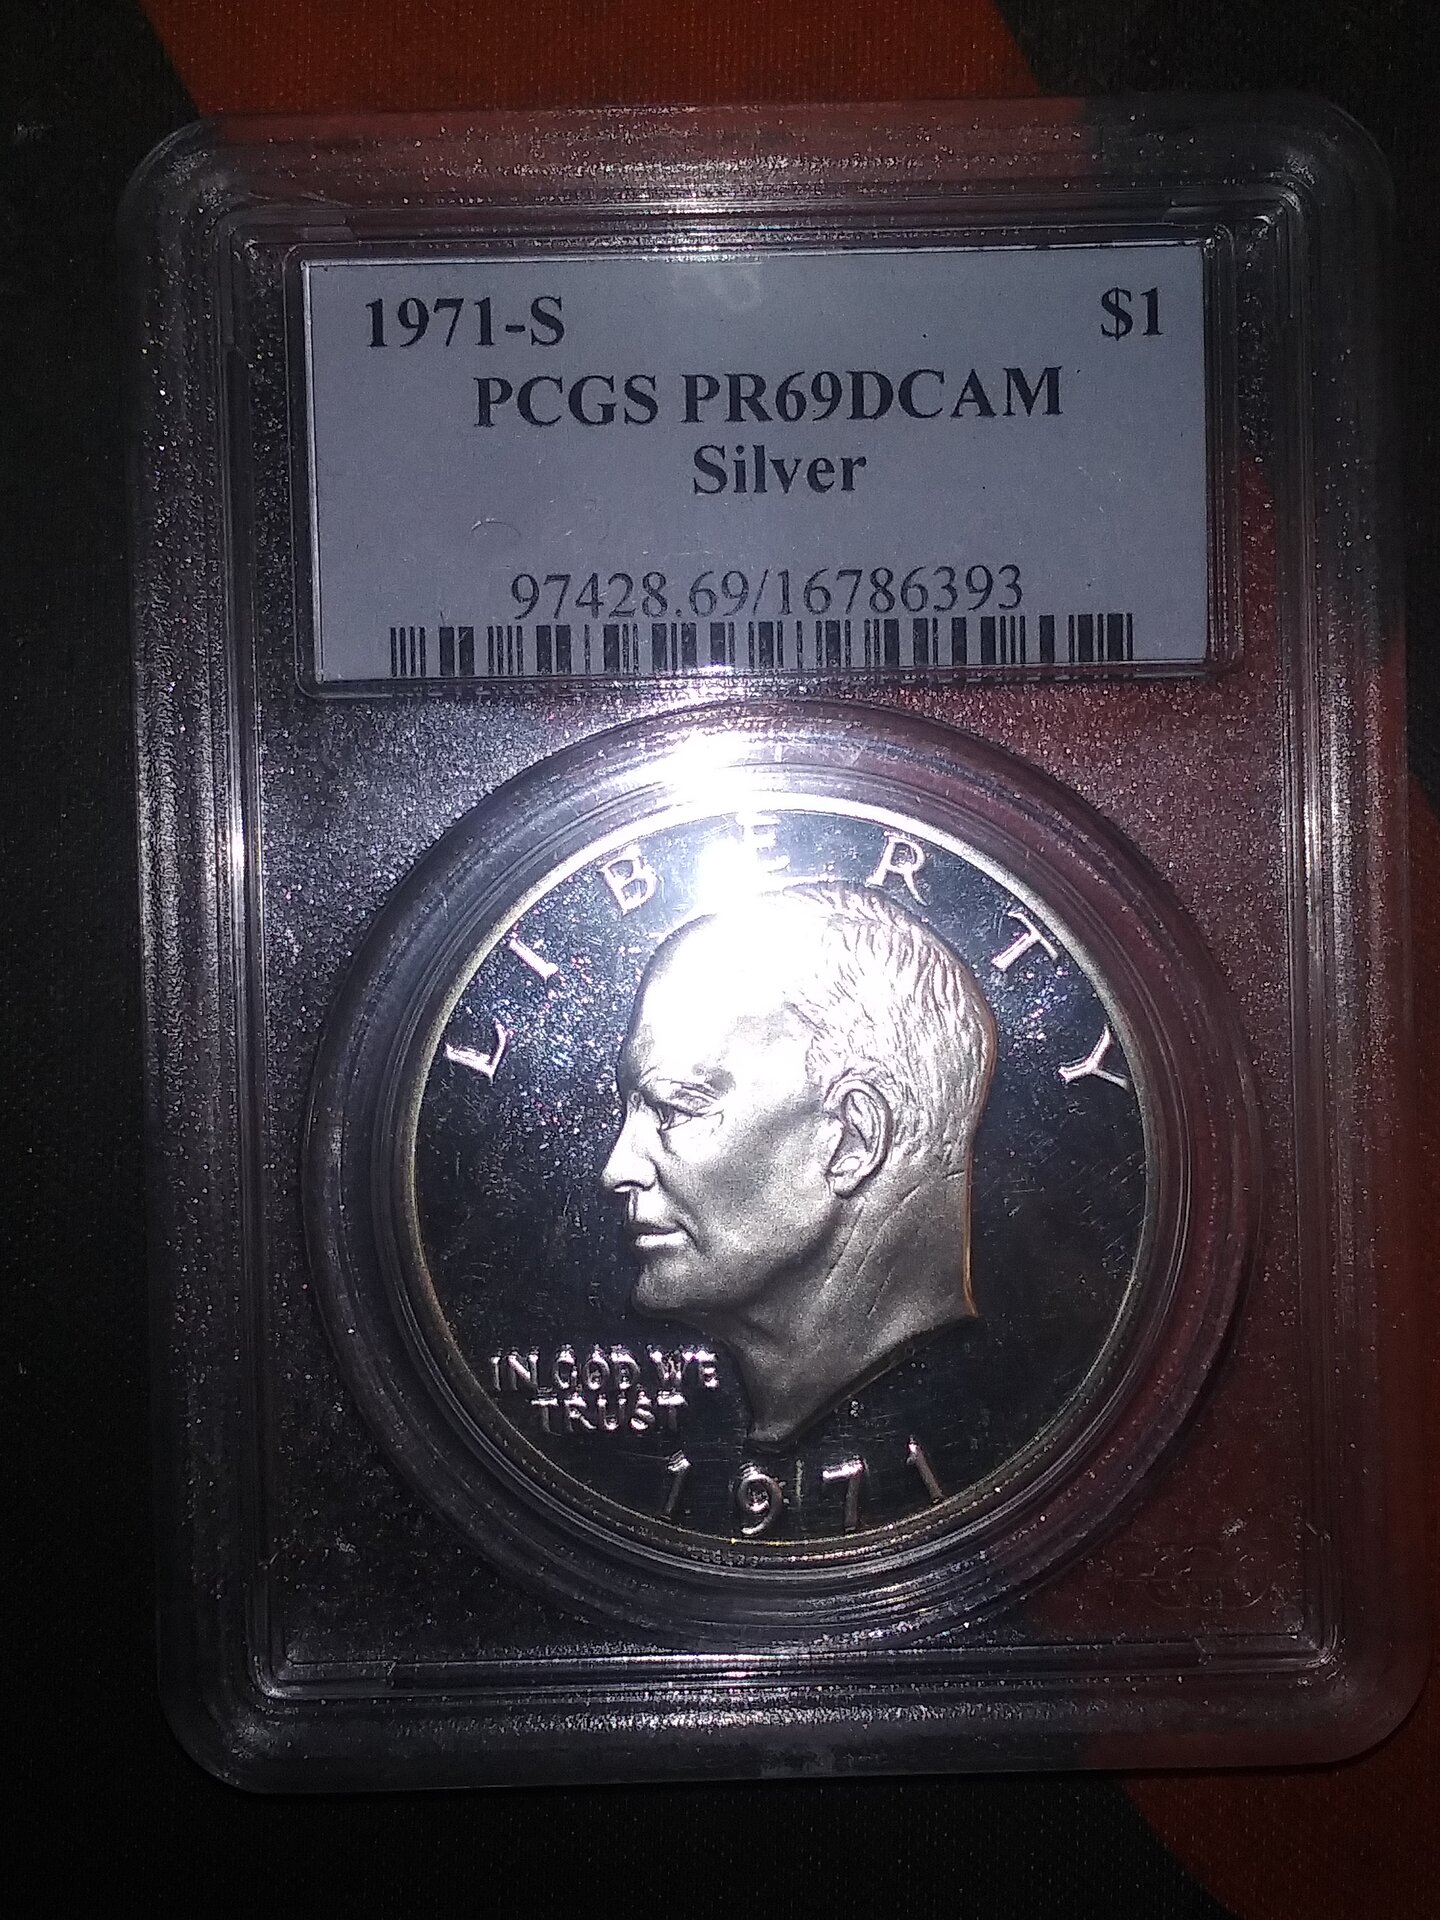 1971-S $1
PCGS PR69DCAM
Silver
97428.69/16786393
LIBERTY
IN GOD WE
TRUST
1971